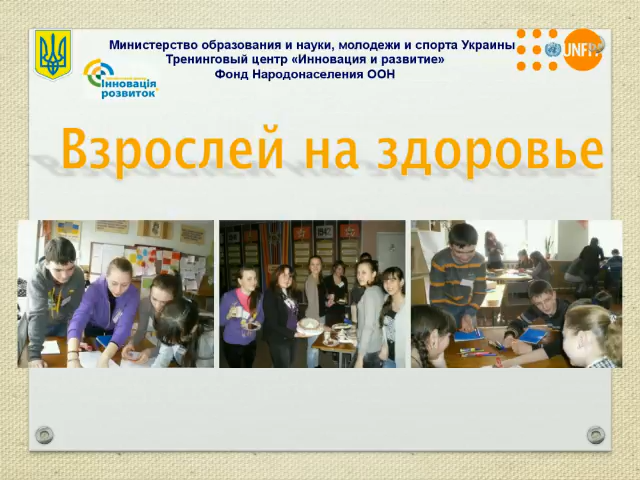 Министерство образования и науки, молодежи и спорта Украины
Тренинговый центр «Инновация и развитие»
Фонд Народонаселения ООН
UNFPA
інновація
розвиток
Взрослей на здоровье